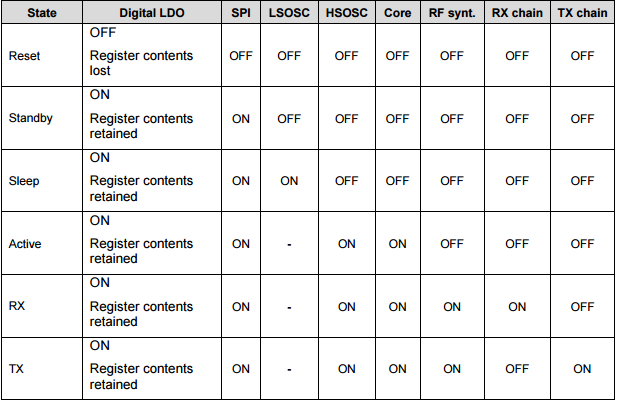 State Digital LDO SPI LSOSC HSOSC Core RF synt. RX chain TX chain
OFF
Reset Register contents OFF OFF OFF OFF OFF OFF OFF
lost
ON
Standby Register contents ON OFF OFF OFF OFF OFF OFF
retained
ON
Sleep Register contents ON ON OFF OFF OFF OFF OFF
retained
ON
Active Register contents ON - ON ON OFF OFF OFF
retained
ON
RX Register contents ON - ON ON ON ON OFF
retained
ON
TX Register contents ON - ON ON ON OFF ON
retained